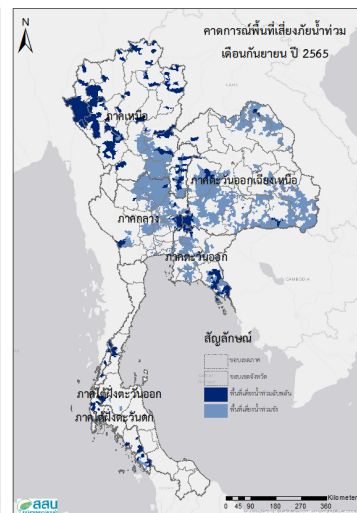 คาดการณ์พื้นที่เสี่ยงภัยน้ำท่วม
เดือนกันยายน ปี 2565
N
ภาคเหนือ
ภาคตะวันออกเฉียงเหนือ
ภาคกลาง
ภาคตะวันออก
CAMBODIA
ภาคใต้ฝั่งตะวันออก
ภาคใต้ฝั่งตะวันตก
สัญลักษณ์
ขอบเขตภาค
ขอบเขตจังหวัด
พื้นที่เสี่ยงน้ำท่วมฉับพลัน
พื้นที่เสี่ยงน้ำท่วมขัง
Kilometer
0 45 90 180 270 360
สสน